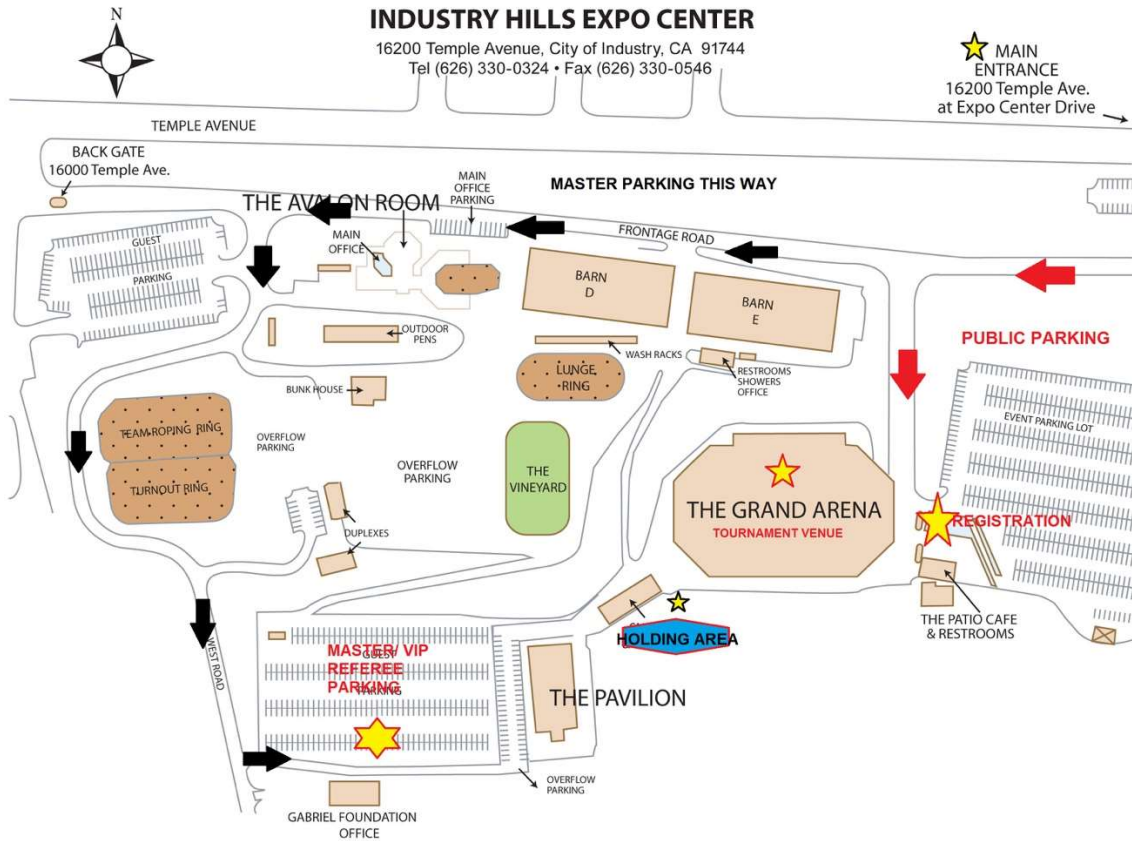 N
INDUSTRY HILLS EXPO CENTER
16200 Temple Avenue, City of Industry, CA 91744
Tel (626) 330-0324 • Fax (626) 330-0546
MAIN
ENTRANCE
16200 Temple Ave.
at Expo Center Drive
TEMPLE AVENUE
BACK GATE
16000 Temple Ave.
MAIN
OFFICE
PARKING
MASTER PARKING THIS WAY
THE AVALON ROOM
MAIN
OFFICE
FRONTAGE ROAD
GUEST
PARKING
BARN
D
BARN
E
OUTDOOR
PENS
WASH RACKS
RESTROOMS
SHOWERS
OFFICE
PUBLIC PARKING
BUNK HOUSE
LUNGE
RING
EVENT PARKING LOT
TEAM ROPING RING
TURNOUT RING
OVERFLOW
PARKING
OVERFLOW
PARKING
THE
VINEYARD
THE GRAND ARENA
TOURNAMENT VENUE
REGISTRATION
DUPLEXES
THE PATIO CAFE
& RESTROOMS
HOLDING AREA
WEST ROAD
MASTER/ VIP
GUEST
REFEREE
PARKING
PARKING
THE PAVILION
OVERFLOW
PARKING
GABRIEL FOUNDATION
OFFICE